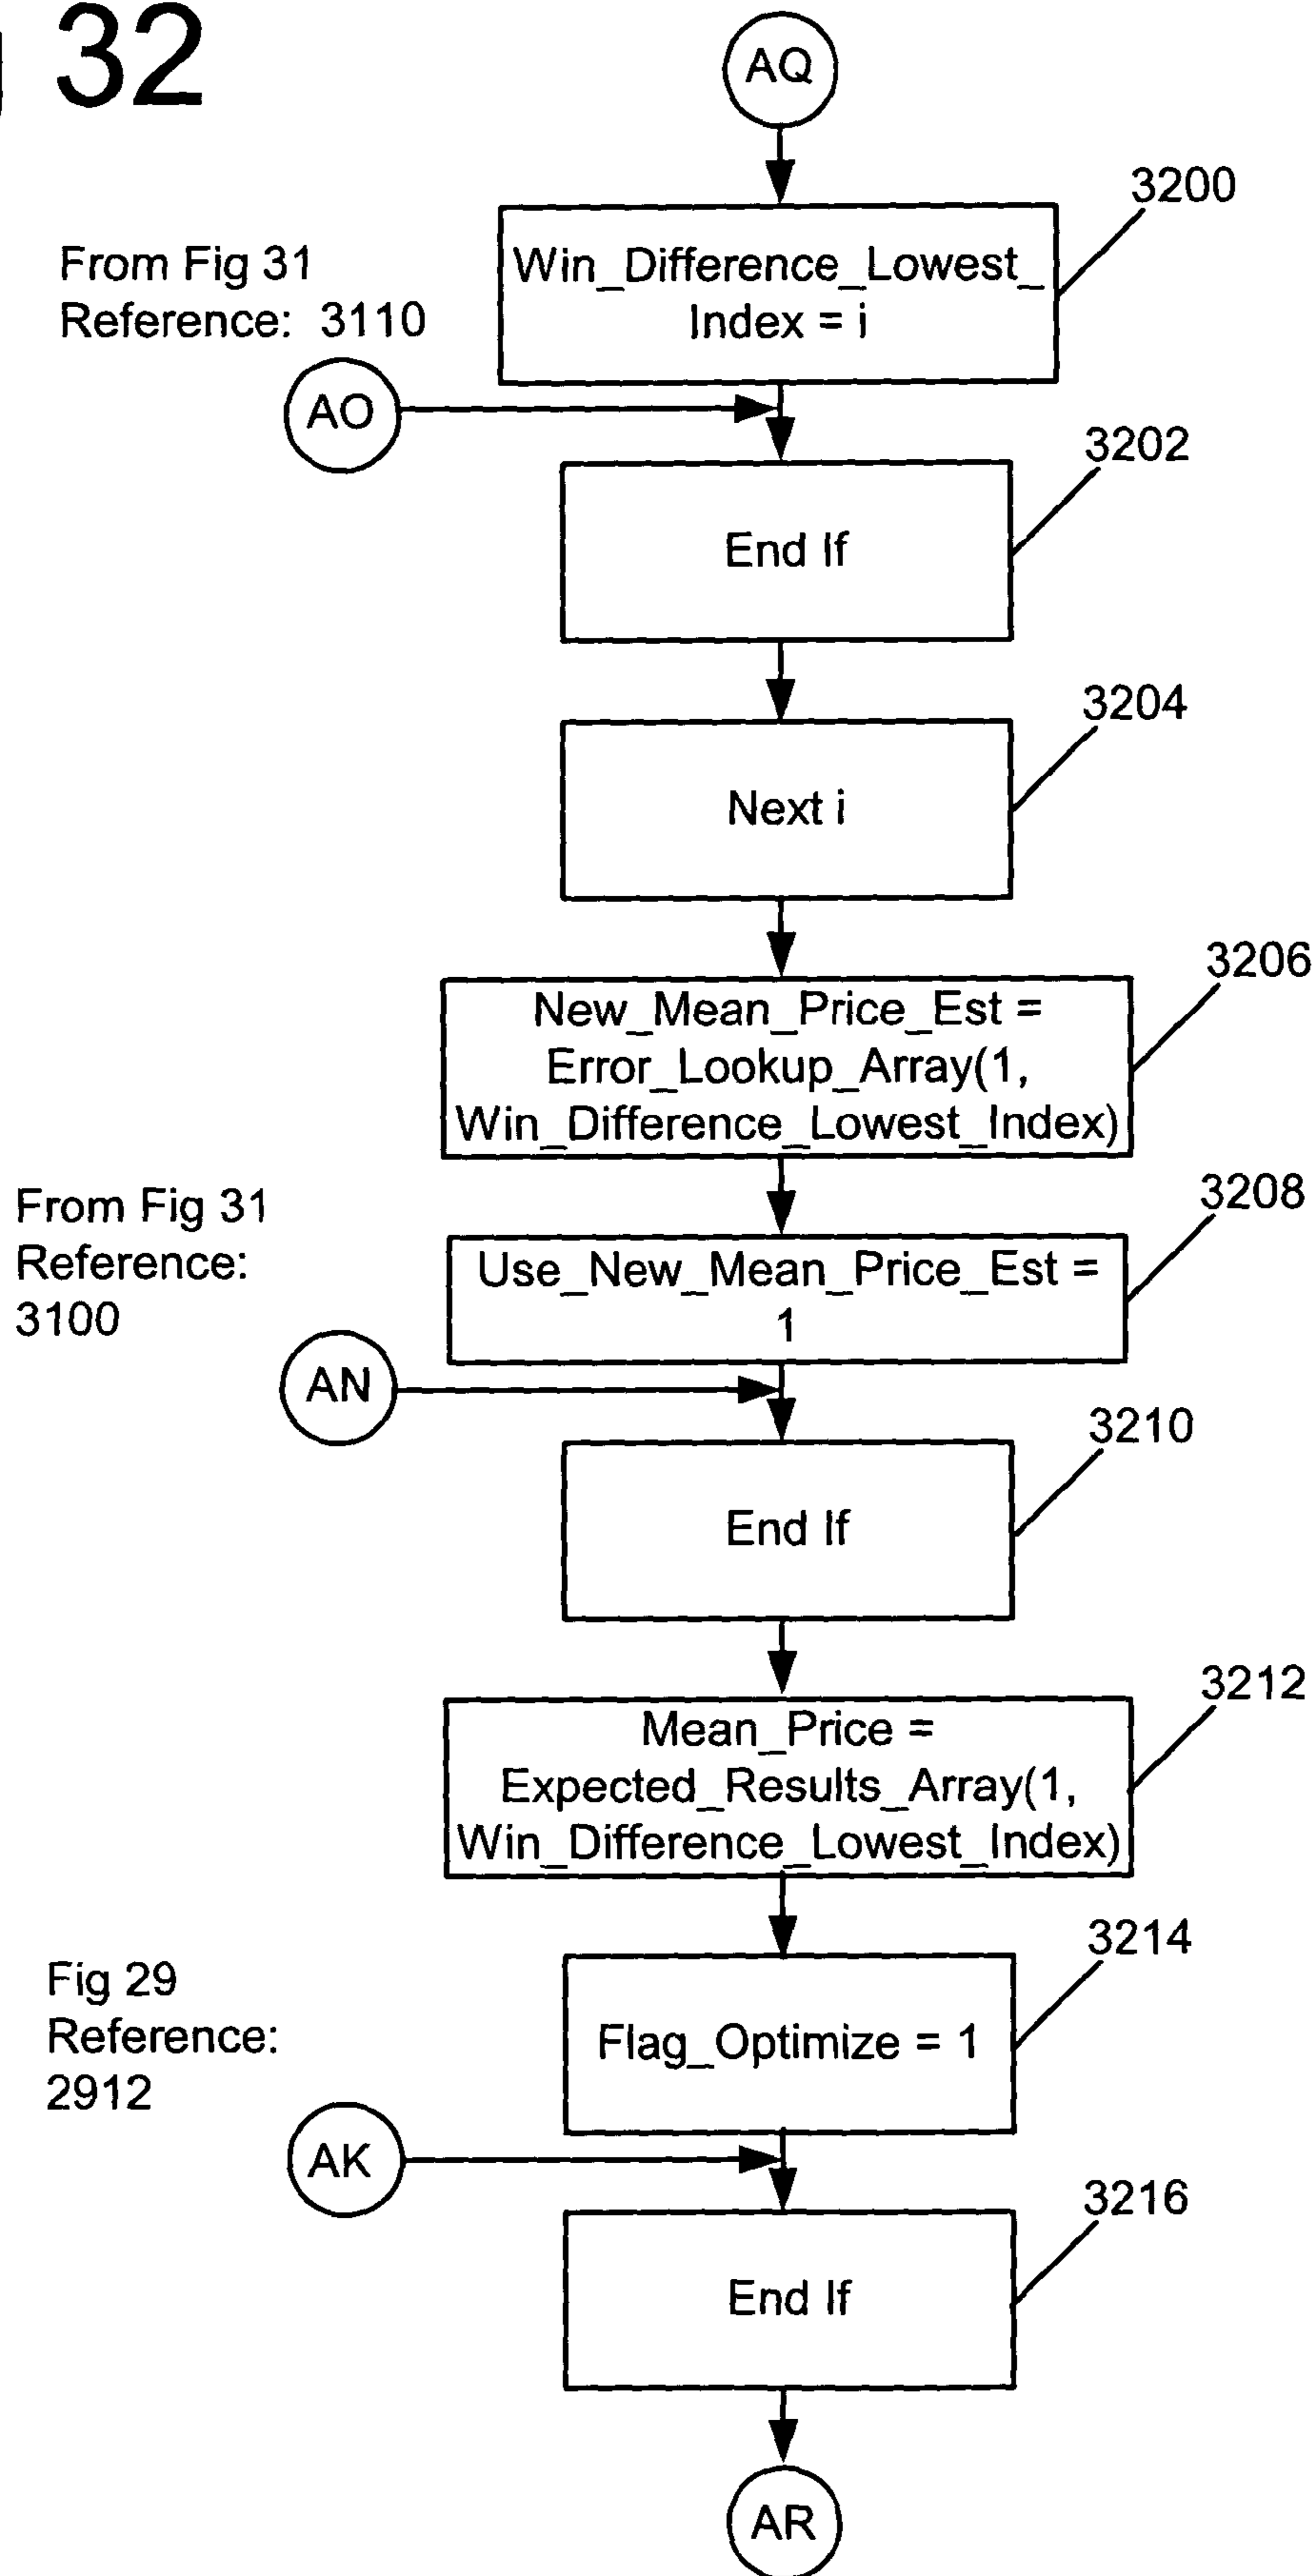 32
AQ
3200
From Fig 31
Reference: 3110
Win_Difference_Lowest_
Index = i
AO
3202
End If
3204
Next i
3206
New_Mean_Price_Est =
Error_Lookup_Array(1,
Win_Difference_Lowest_Index)
From Fig 31
Reference:
3100
3208
Use_New_Mean_Price_Est =
1
AN
3210
End If
3212
Mean_Price =
Expected_Results_Array(1,
Win_Difference_Lowest_Index)
Fig 29
Reference:
2912
3214
Flag_Optimize = 1
AK
3216
End If
AR